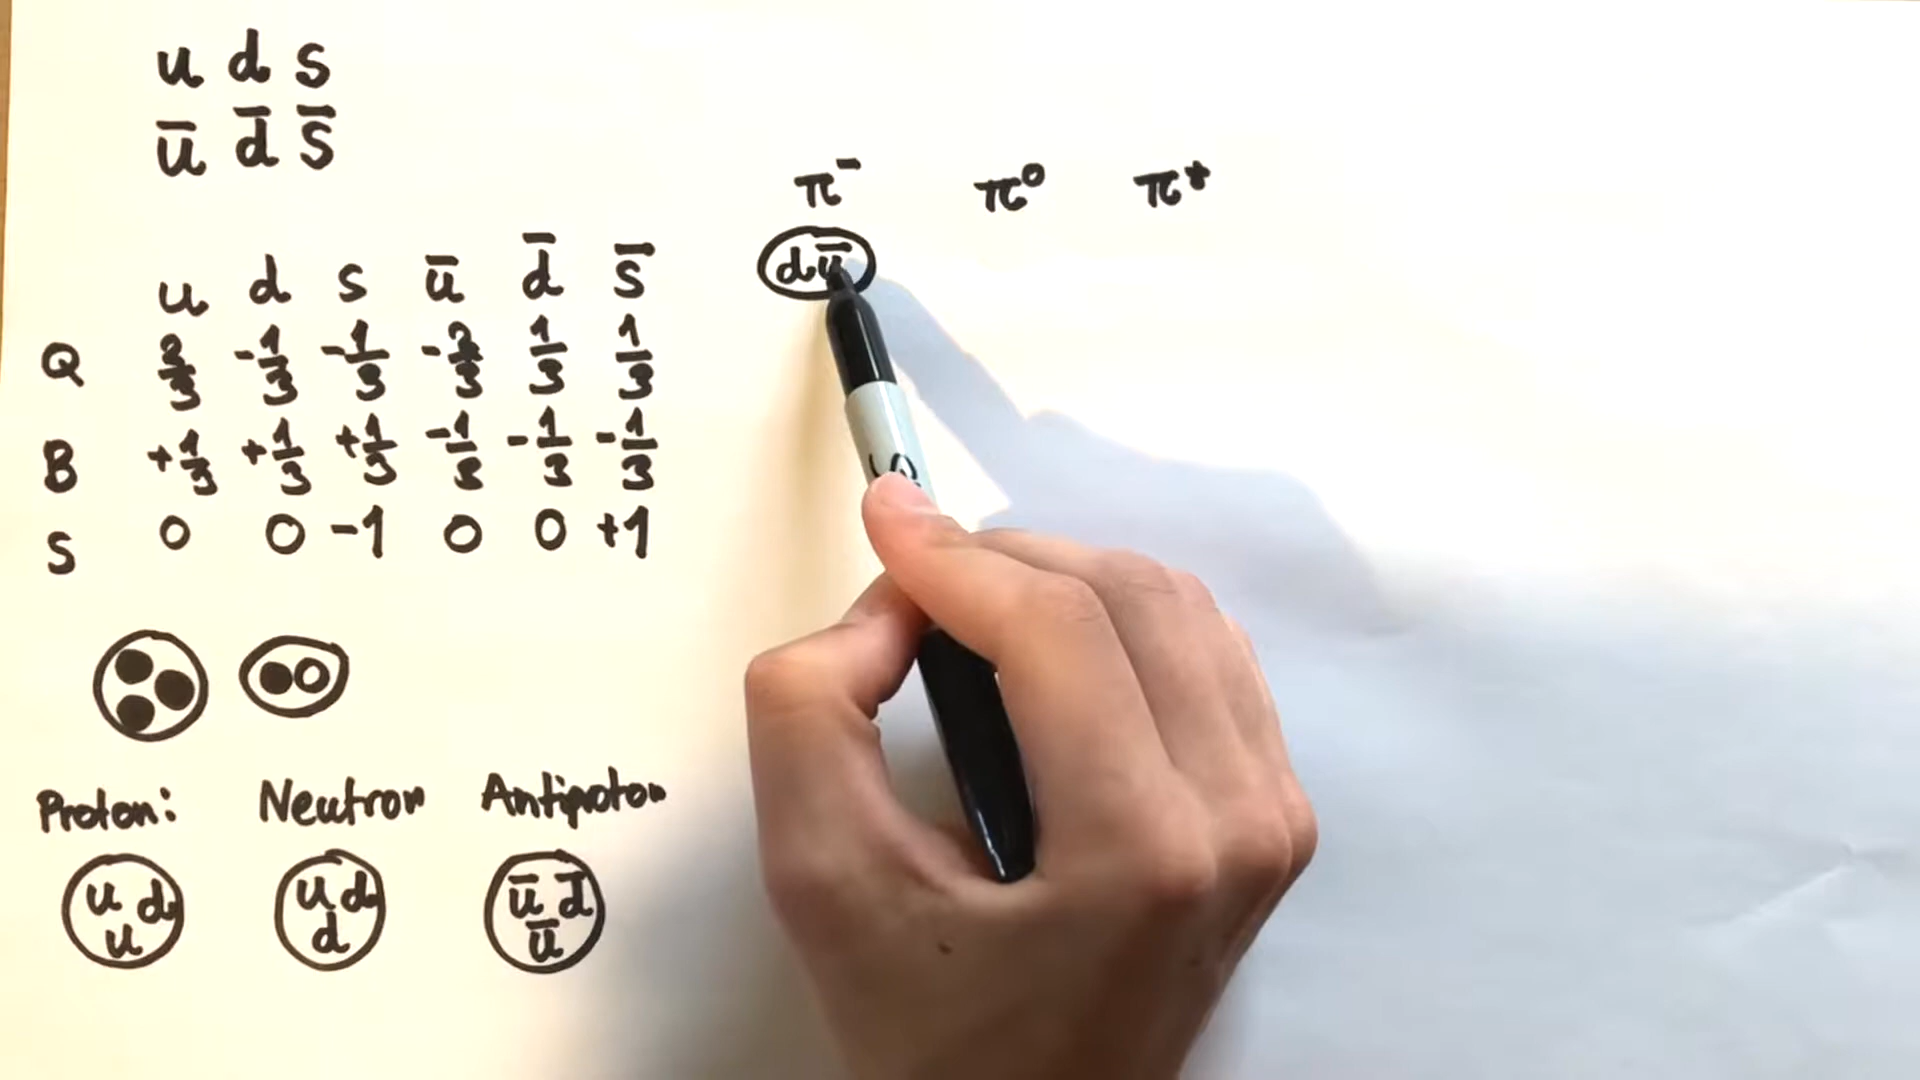 u d s
ū d̄ s̄
π⁻ π⁰ π⁺
dū
u d s ū d̄ s̄
Q 2/3 -1/3 -1/3 -2/3 1/3 1/3
B +1/3 +1/3 +1/3 -1/3 -1/3 -1/3
S 0 0 -1 0 0 +1
Proton: Neutron Antiproton
u d u d ū d̄
u d ū